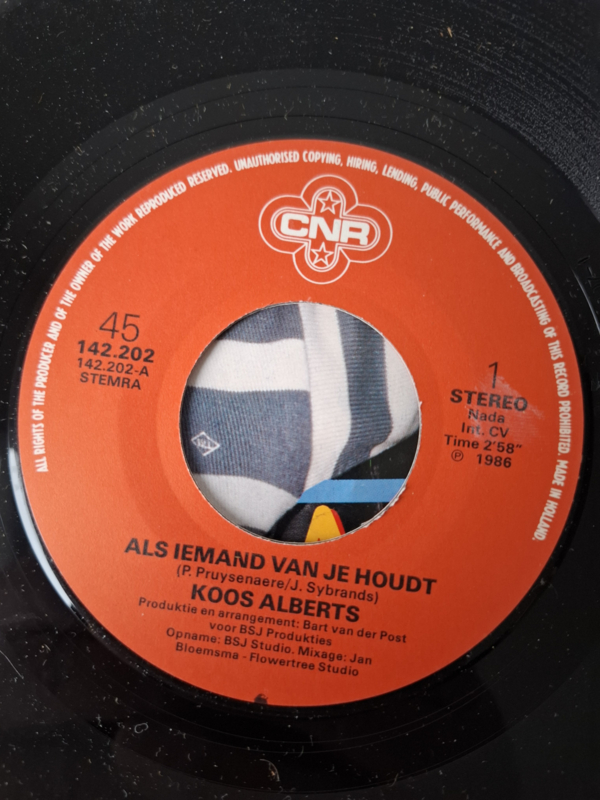 ALL RIGHTS OF THE PRODUCER AND OF THE OWNER OF THE WORK REPRODUCED RESERVED. UNAUTHORISED COPYING, HIRING, LENDING, PUBLIC PERFORMANCE AND BROADCASTING OF THIS RECORD PROHIBITED. MADE IN HOLLAND.
CNR
45
142.202
142.202-A
STEMRA
1
STEREO
Nada
Int. CV
Time 2'58"
℗ 1986
ALS IEMAND VAN JE HOUDT
(P. Pruysenaere/J. Sybrands)
KOOS ALBERTS
Produktie en arrangement: Bart van der Post
voor BSJ Produkties
Opname: BSJ Studio. Mixage: Jan
Bloemsma - Flowertree Studio